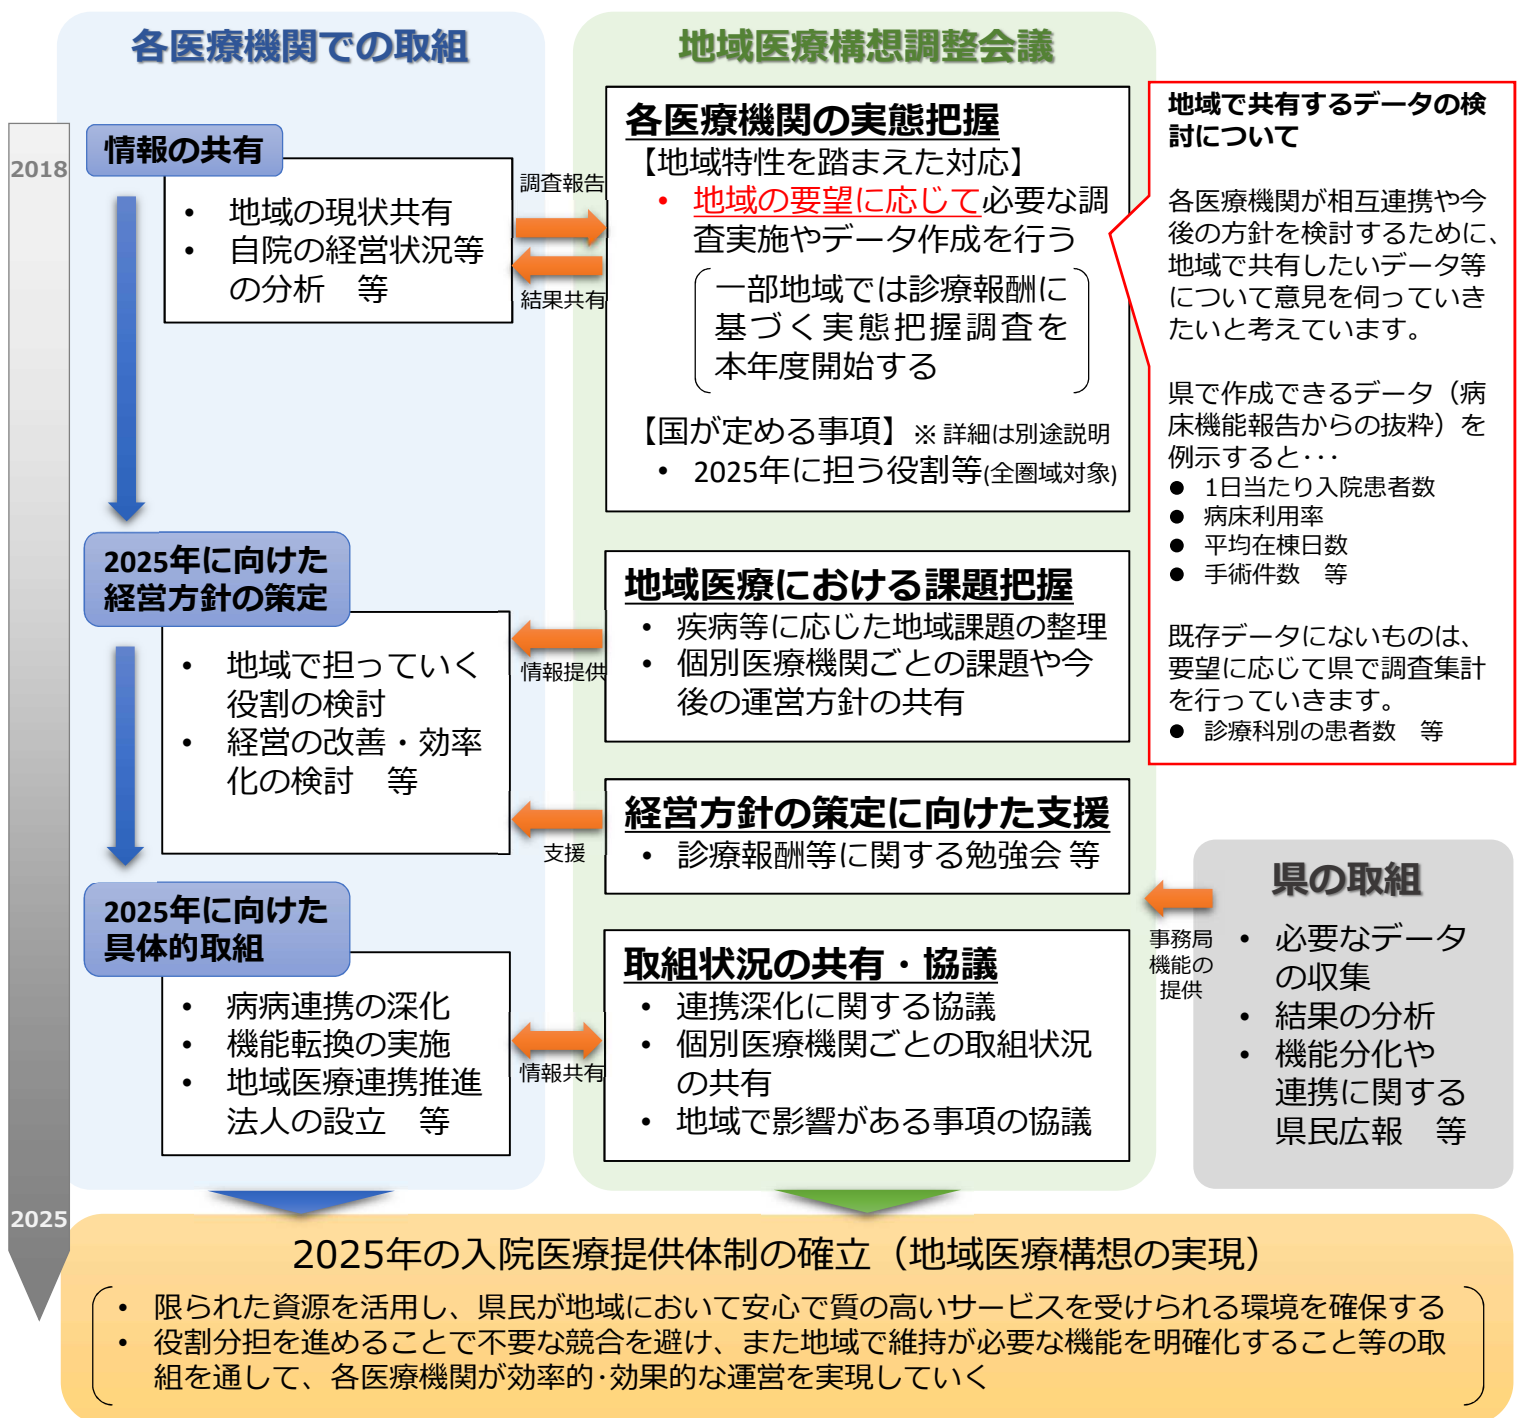 各医療機関での取組
2018
情報の共有
• 地域の現状共有
• 自院の経営状況等
の分析　等
2025年に向けた
経営方針の策定
• 地域で担っていく
役割の検討
• 経営の改善・効率
化の検討　等
2025年に向けた
具体的取組
• 病病連携の深化
• 機能転換の実施
• 地域医療連携推進
法人の設立　等
2025
調査報告
結果共有
情報提供
支援
情報共有
地域医療構想調整会議
各医療機関の実態把握
【地域特性を踏まえた対応】
• 地域の要望に応じて必要な調
査実施やデータ作成を行う
一部地域では診療報酬に
基づく実態把握調査を
本年度開始する
【国が定める事項】※ 詳細は別途説明
• 2025年に担う役割等(全圏域対象)
地域医療における課題把握
• 疾病等に応じた地域課題の整理
• 個別医療機関ごとの課題や今
後の運営方針の共有
経営方針の策定に向けた支援
• 診療報酬等に関する勉強会 等
取組状況の共有・協議
• 連携深化に関する協議
• 個別医療機関ごとの取組状況
の共有
• 地域で影響がある事項の協議
地域で共有するデータの検
討について
各医療機関が相互連携や今
後の方針を検討するために、
地域で共有したいデータ等
について意見を伺っていき
たいと考えています。
県で作成できるデータ（病
床機能報告からの抜粋）を
例示すると･･･
● 1日当たり入院患者数
● 病床利用率
● 平均在棟日数
● 手術件数　等
既存データにないものは、
要望に応じて県で調査集計
を行っていきます。
● 診療科別の患者数　等
事務局
機能の
提供
県の取組
• 必要なデータ
の収集
• 結果の分析
• 機能分化や
連携に関する
県民広報　等
2025年の入院医療提供体制の確立（地域医療構想の実現）
• 限られた資源を活用し、県民が地域において安心で質の高いサービスを受けられる環境を確保する
• 役割分担を進めることで不要な競合を避け、また地域で維持が必要な機能を明確化すること等の取
組を通して、各医療機関が効率的･効果的な運営を実現していく